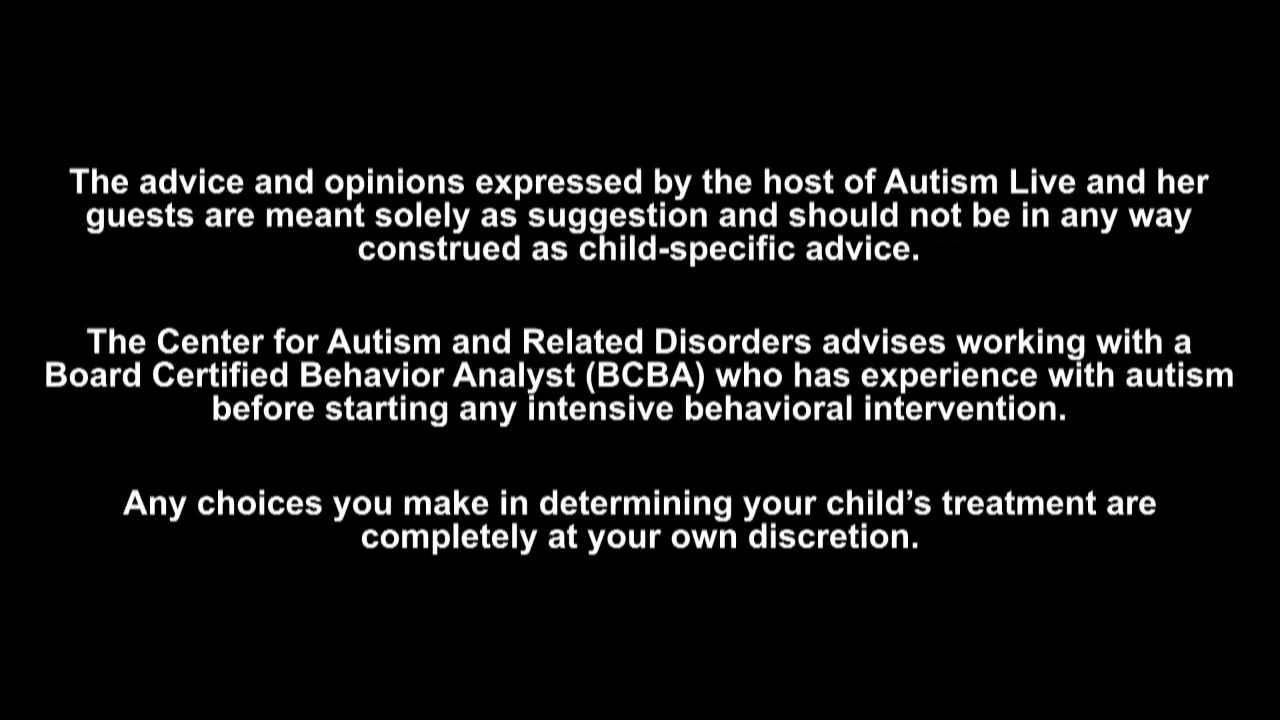 The advice and opinions expressed by the host of Autism Live and her
guests are meant solely as suggestion and should not be in any way
construed as child-specific advice.
The Center for Autism and Related Disorders advises working with a
Board Certified Behavior Analyst (BCBA) who has experience with autism
before starting any intensive behavioral intervention.
Any choices you make in determining your child’s treatment are
completely at your own discretion.